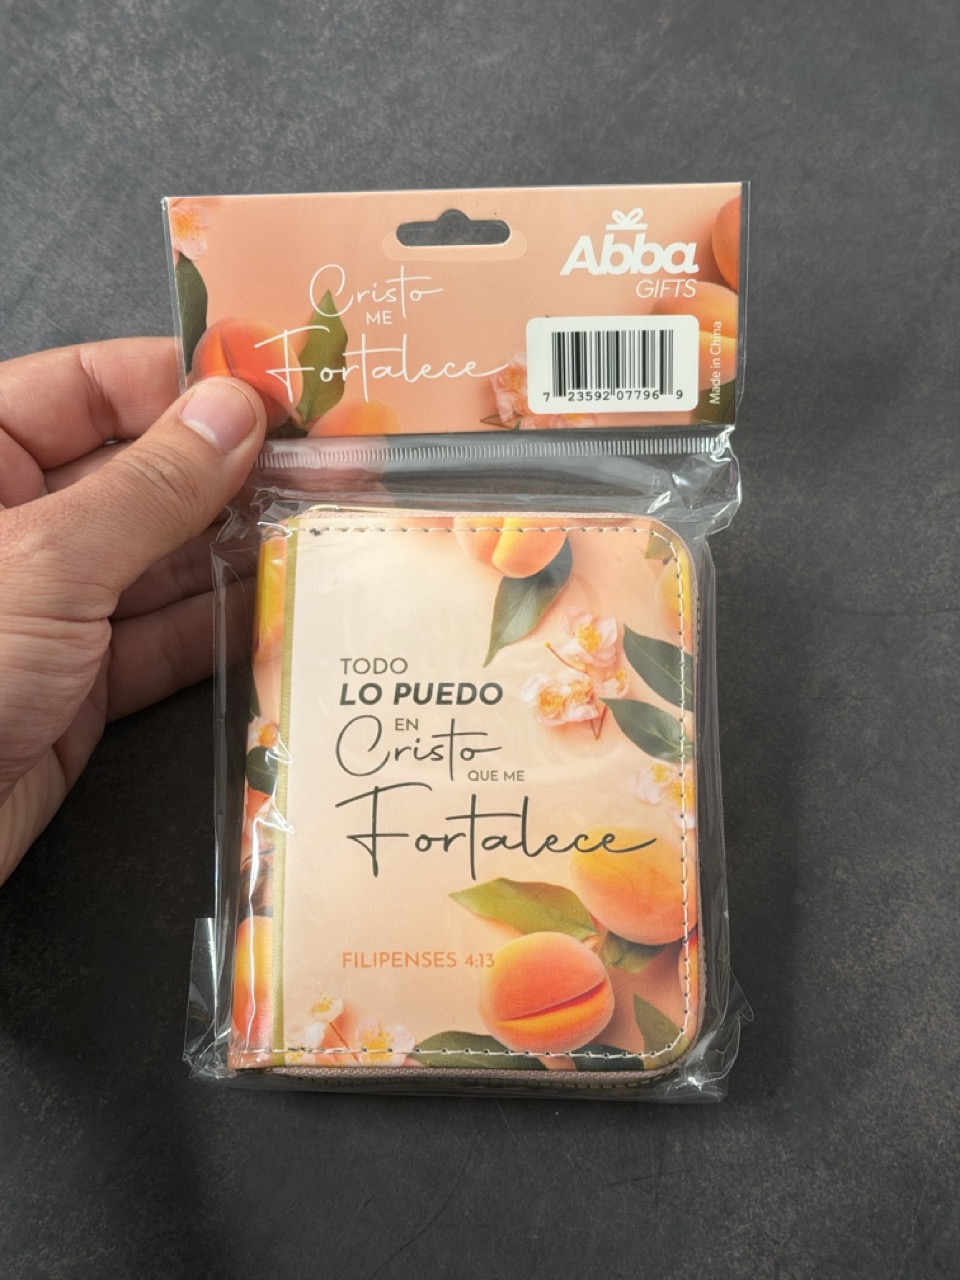 Cristo
ME
Fortalece
Abba
GIFTS
7 23592 07796 9
Made in China
TODO
LO PUEDO
EN
Cristo
QUE ME
Fortalece
FILIPENSES 4:13